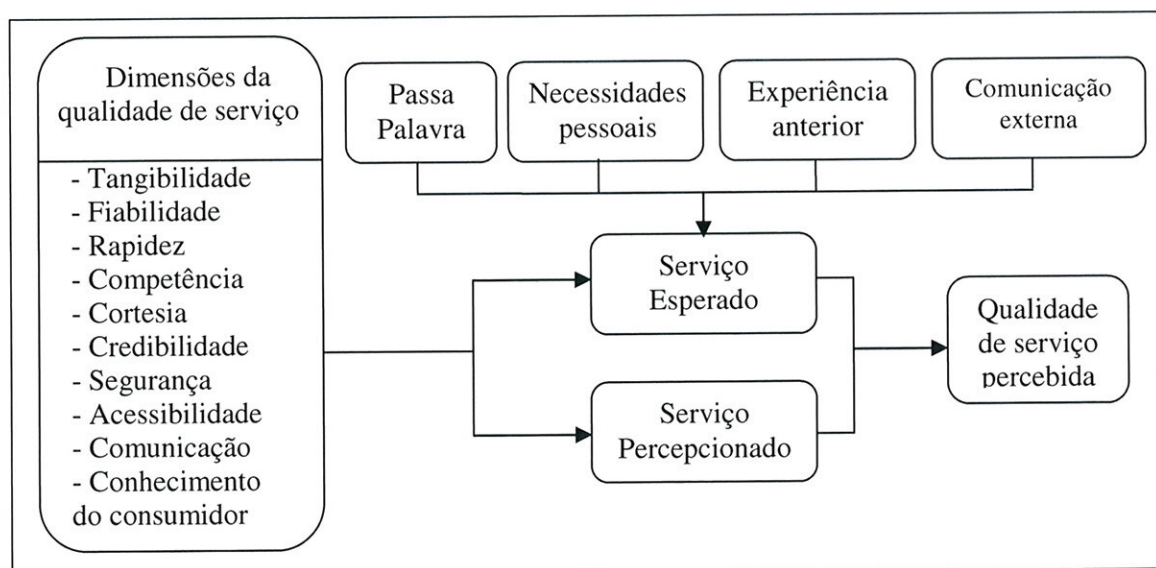 Dimensões da
qualidade de serviço
- Tangibilidade
- Fiabilidade
- Rapidez
- Competência
- Cortesia
- Credibilidade
- Segurança
- Acessibilidade
- Comunicação
- Conhecimento
do consumidor
Passa
Palavra
Necessidades
pessoais
Experiência
anterior
Comunicação
externa
Serviço
Esperado
Serviço
Percepcionado
Qualidade
de serviço
percebida